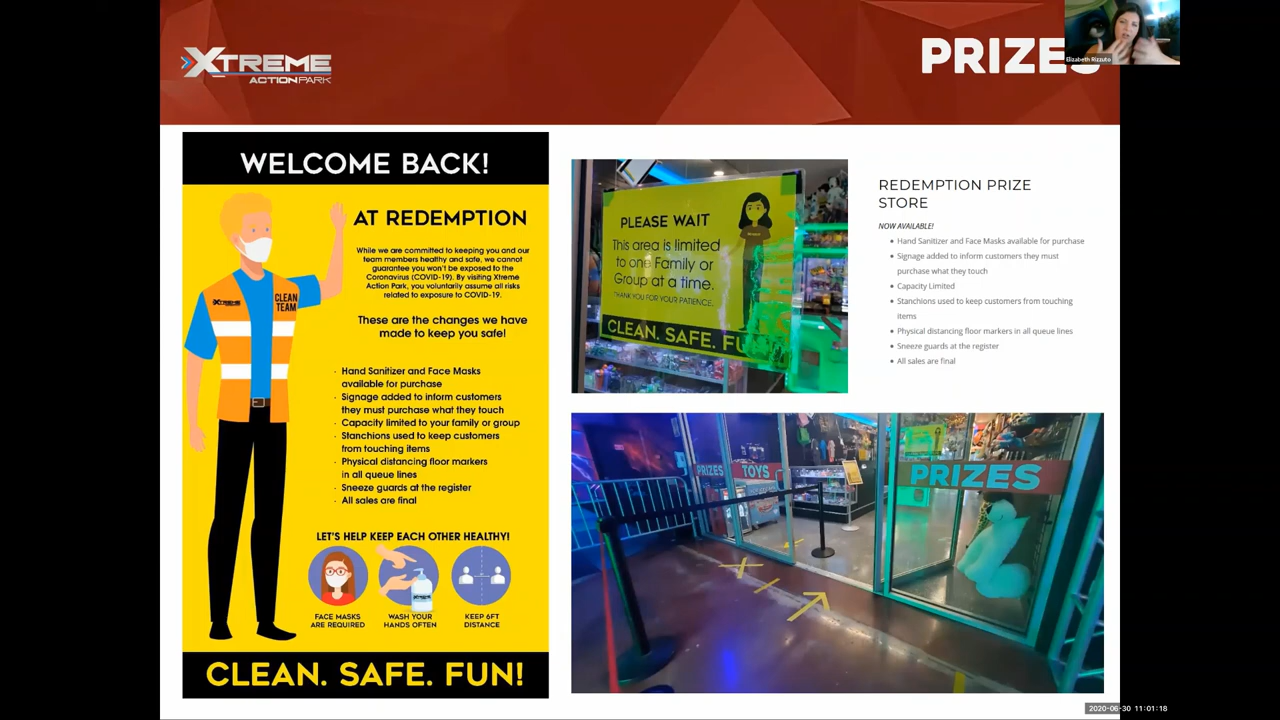 XTREME
ACTION PARK
PRIZES
Elizabeth Rizzuto
WELCOME BACK!
AT REDEMPTION
While we are committed to keeping you and our
team members healthy and safe, we cannot
guarantee you won't be exposed to the
Coronavirus (COVID-19). By visiting Xtreme
Action Park, you voluntarily assume all risks
related to exposure to COVID-19.
These are the changes we have
made to keep you safe!
XTREME
CLEAN
TEAM
· Hand Sanitizer and Face Masks
available for purchase
· Signage added to inform customers
they must purchase what they touch
· Capacity limited to your family or group
· Stanchions used to keep customers
from touching items
· Physical distancing floor markers
in all queue lines
· Sneeze guards at the register
· All sales are final
LET'S HELP KEEP EACH OTHER HEALTHY!
XTREME
FACE MASKS
ARE REQUIRED
WASH YOUR
HANDS OFTEN
KEEP 6FT
DISTANCE
CLEAN. SAFE. FUN!
PLEASE WAIT
This area is limited
to one Family or
Group at a time.
THANK YOU FOR YOUR PATIENCE.
CLEAN. SAFE. FU
REDEMPTION PRIZE
STORE
NOW AVAILABLE!
• Hand Sanitizer and Face Masks available for purchase
• Signage added to inform customers they must
purchase what they touch
• Capacity Limited
• Stanchions used to keep customers from touching
items
• Physical distancing floor markers in all queue lines
• Sneeze guards at the register
• All sales are final
PRIZES
TOYS
PRIZES
2020-06-30 11:01:18